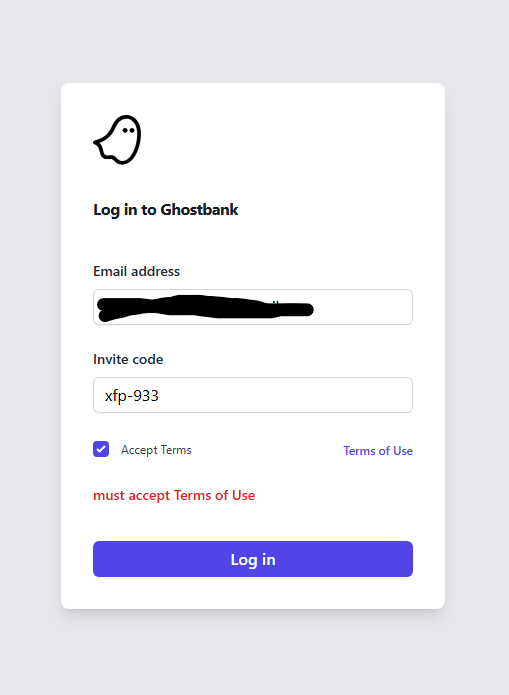 Log in to Ghostbank
Email address
Invite code
xfp-933
Accept Terms
Terms of Use
must accept Terms of Use
Log in